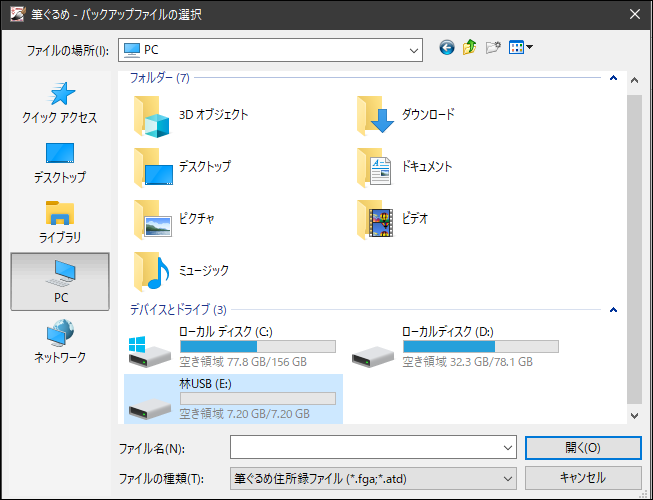 筆ぐるめ - バックアップファイルの選択
ファイルの場所(I):
PC
クイック アクセス
デスクトップ
ライブラリ
PC
ネットワーク
フォルダー (7)
3D オブジェクト
ダウンロード
デスクトップ
ドキュメント
ピクチャ
ビデオ
ミュージック
デバイスとドライブ (3)
ローカル ディスク (C:)
空き領域 77.8 GB/156 GB
ローカルディスク (D:)
空き領域 32.3 GB/78.1 GB
林USB (E:)
空き領域 7.20 GB/7.20 GB
ファイル名(N):
開く(O)
ファイルの種類(T):
筆ぐるめ住所録ファイル (*.fga;*.atd)
キャンセル